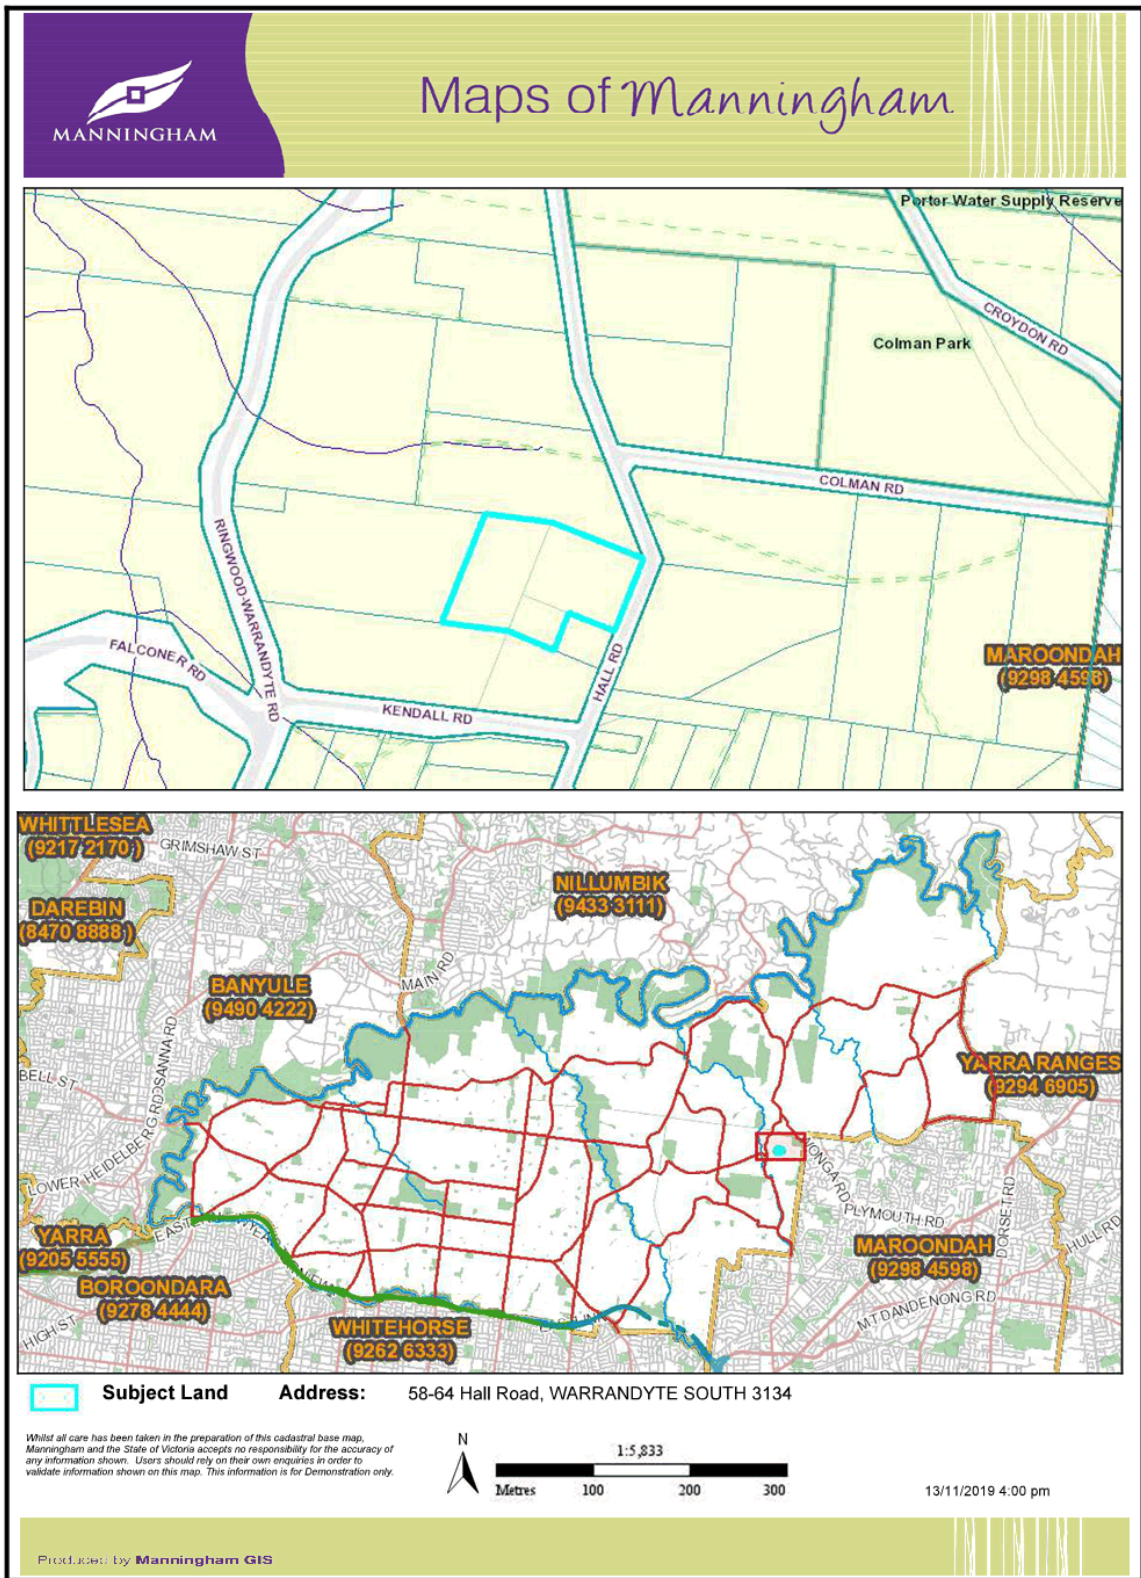 MANNINGHAM
Maps of Manningham
Porter Water Supply Reserve
CROYDON RD
Colman Park
COLMAN RD
RINGWOOD-WARRANDYTE RD
FALCONER RD
HALL RD
KENDALL RD
MAROONDAH
(9298 4598)
WHITTLESEA
(9217 2170 )
GRIMSHAW ST
DAREBIN
(8470 8888 )
NILLUMBIK
(9433 3111)
MAIN RD
BANYULE
(9490 4222)
ROSANNA RD
BELL ST
LOWER HEIDELBERG RD
YARRA RANGES
(9294 6905)
PLYMOUTH RD
DORSET RD
HULL RD
YARRA
(9205 5555)
EAST
BOROONDARA
(9278 4444)
HIGH ST
WHITEHORSE
(9262 6333)
MAROONDAH
(9298 4598)
MT DANDENONG RD
Subject Land Address: 58-64 Hall Road, WARRANDYTE SOUTH 3134
Whilst all care has been taken in the preparation of this cadastral base map,
Manningham and the State of Victoria accepts no responsibility for the accuracy of
any information shown. Users should rely on their own enquiries in order to
validate information shown on this map. This information is for Demonstration only.
N
1:5,833
Metres 100 200 300
13/11/2019 4:00 pm
Produced by Manningham GIS